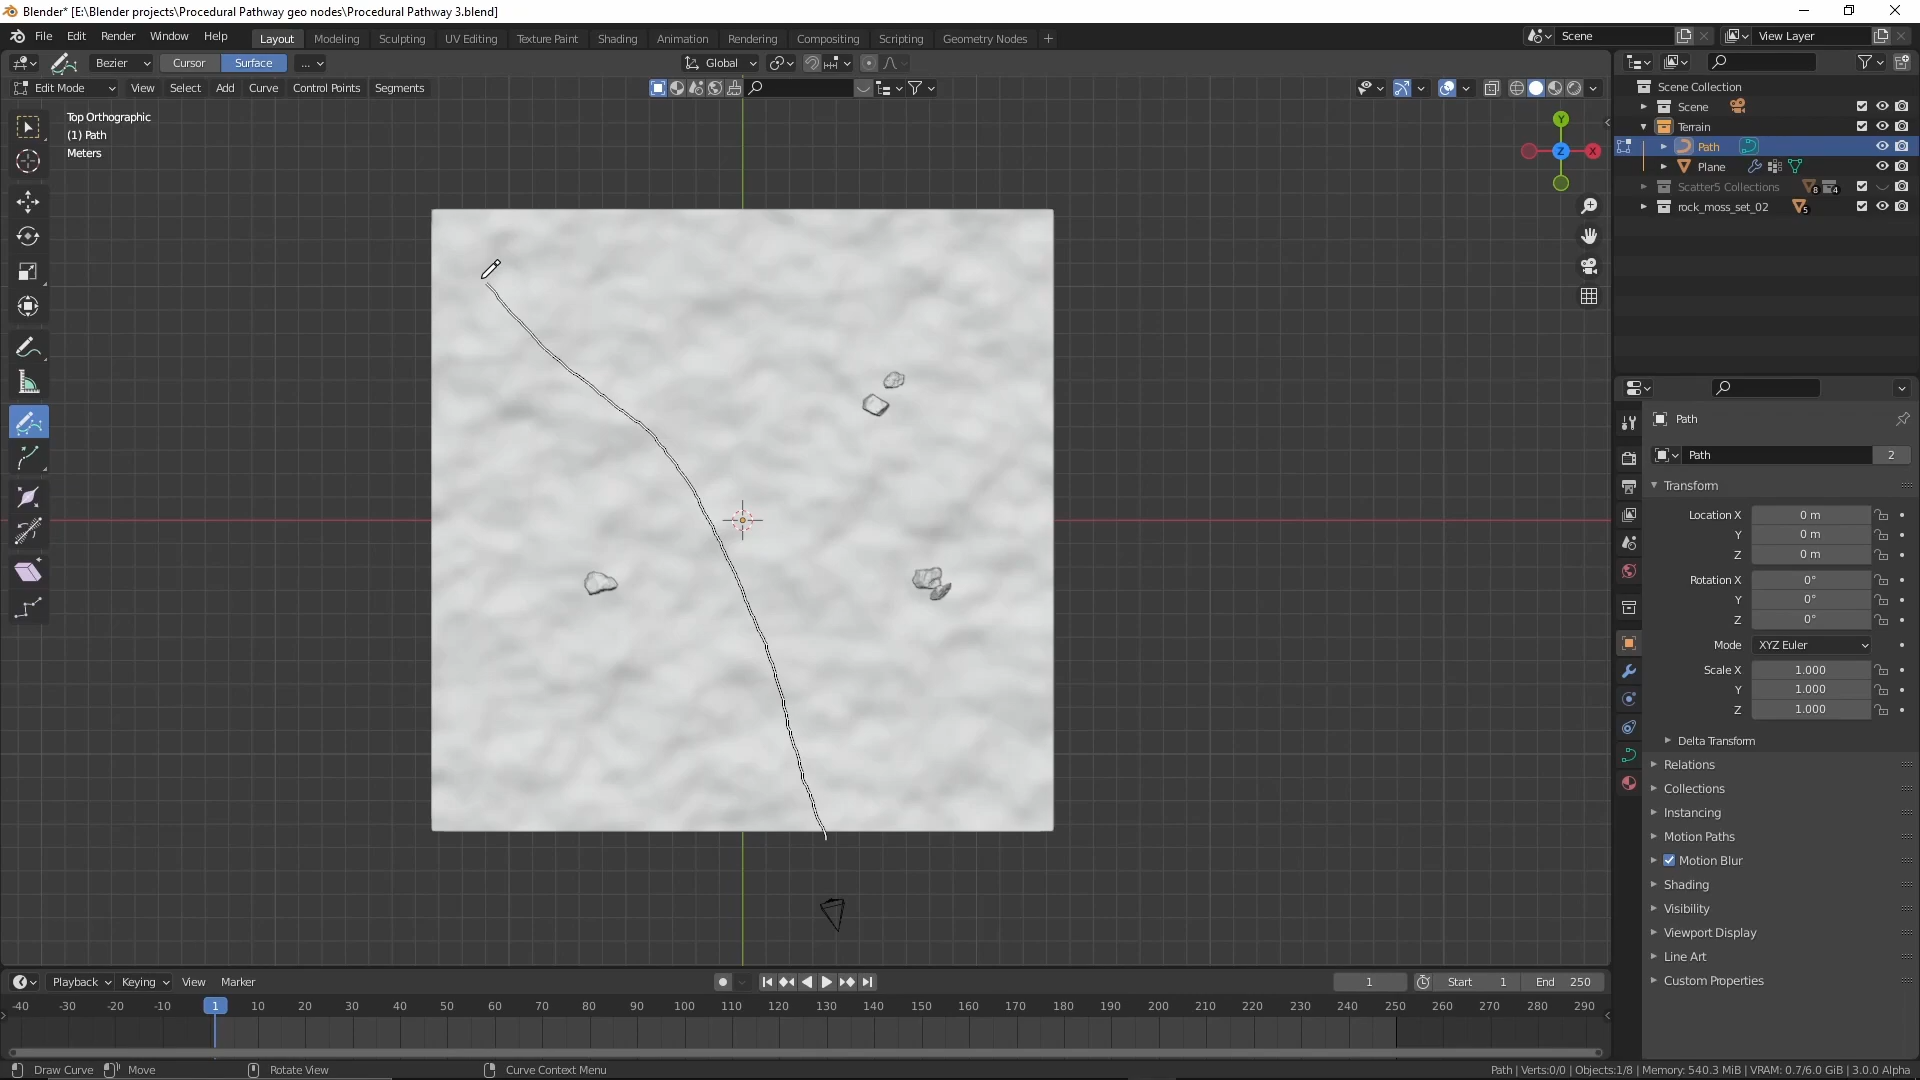 Blender* [E:\Blender projects\Procedural Pathway geo nodes\Procedural Pathway 3.blend]
File Edit Render Window Help Layout Modeling Sculpting UV Editing Texture Paint Shading Animation Rendering Compositing Scripting Geometry Nodes + Scene View Layer
Bezier Cursor Surface ... Global
Edit Mode View Select Add Curve Control Points Segments
Top Orthographic
(1) Path
Meters
Y
X
Z
Scene Collection
Scene
Terrain
Path
Plane
Scatter5 Collections 8 4
rock_moss_set_02 5
Path
Path 2
Transform
Location X 0 m
Y 0 m
Z 0 m
Rotation X 0°
Y 0°
Z 0°
Mode XYZ Euler
Scale X 1.000
Y 1.000
Z 1.000
Delta Transform
Relations
Collections
Instancing
Motion Paths
Motion Blur
Shading
Visibility
Viewport Display
Line Art
Custom Properties
Playback Keying View Marker 1 Start 1 End 250
-40 -30 -20 -10 1 10 20 30 40 50 60 70 80 90 100 110 120 130 140 150 160 170 180 190 200 210 220 230 240 250 260 270 280 290
Draw Curve Move Rotate View Curve Context Menu Path | Verts:0/0 | Objects:1/8 | Memory: 540.3 MiB | VRAM: 0.7/6.0 GiB | 3.0.0 Alpha